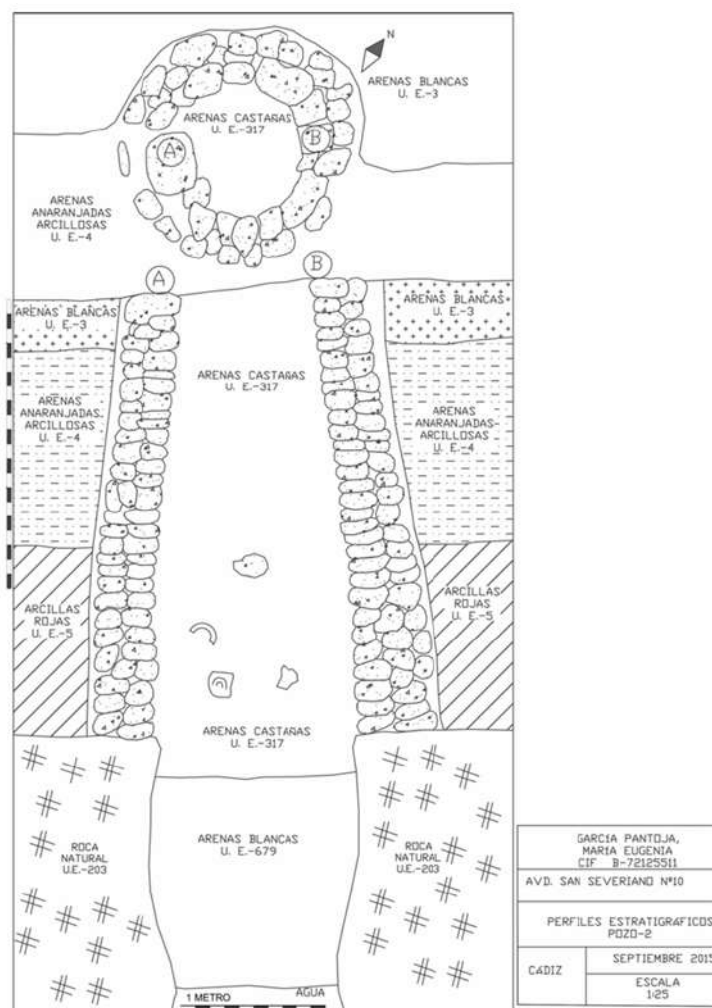 N
ARENAS BLANCAS
U. E.-3
ARENAS CASTAÑAS
U. E.-317
A
B
ARENAS
ANARANJADAS
ARCILLOSAS
U. E.-4
A
B
ARENAS BLANCAS
U. E.-3
ARENAS BLANCAS
U. E.-3
ARENAS CASTAÑAS
U. E.-317
ARENAS
ANARANJADAS-
ARCILLOSAS
U. E.-4
ARENAS
ANARANJADAS-
ARCILLOSAS
U. E.-4
ARCILLAS
ROJAS
U. E.-5
ARCILLAS
ROJAS
U. E.-5
ARENAS CASTAÑAS
U. E.-317
ROCA
NATURAL
U.E.-203
ARENAS BLANCAS
U. E.-679
ROCA
NATURAL
U.E.-203
1 METRO
AGUA
GARCÍA PANTOJA,
MARÍA EUGENIA
CIF B-72125511
AVD. SAN SEVERIANO Nº10
PERFILES ESTRATIGRÁFICOS
POZO-2
CÁDIZ
SEPTIEMBRE 2015
ESCALA
1:25